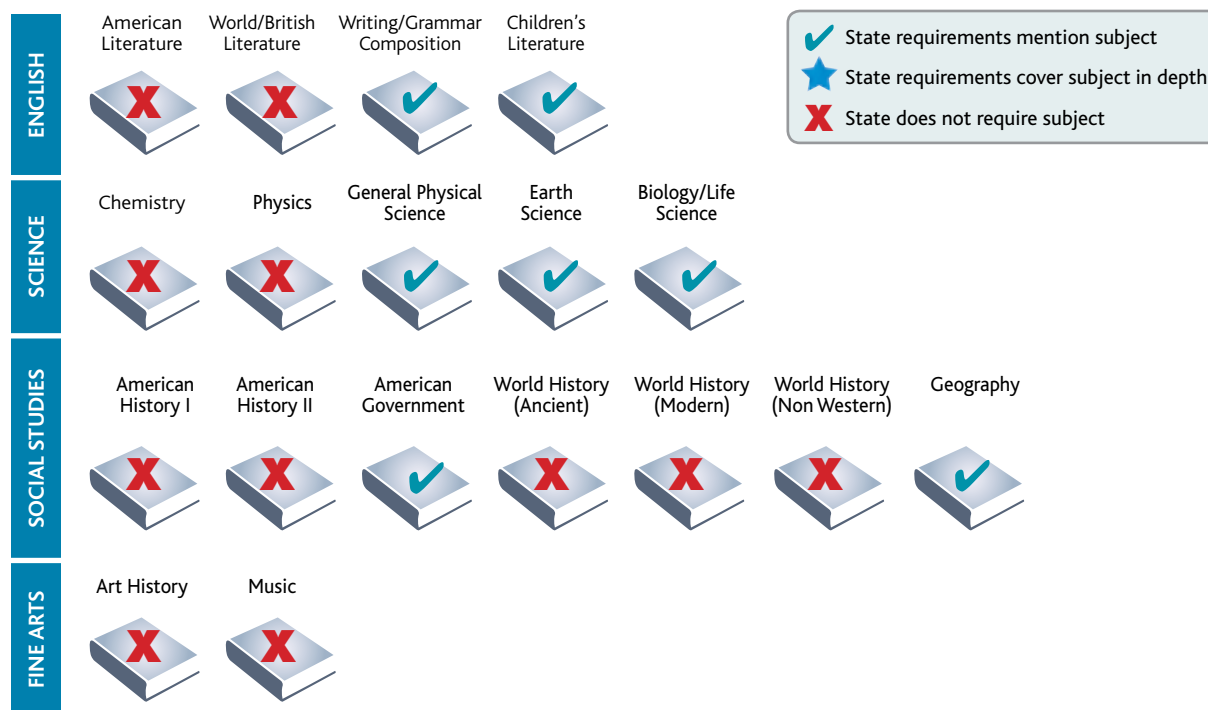 American
Literature
World/British
Literature
Writing/Grammar
Composition
Children's
Literature
State requirements mention subject
State requirements cover subject in depth
State does not require subject
ENGLISH
Chemistry
Physics
General Physical
Science
Earth
Science
Biology/Life
Science
SCIENCE
American
History I
American
History II
American
Government
World History
(Ancient)
World History
(Modern)
World History
(Non Western)
Geography
SOCIAL STUDIES
Art History
Music
FINE ARTS